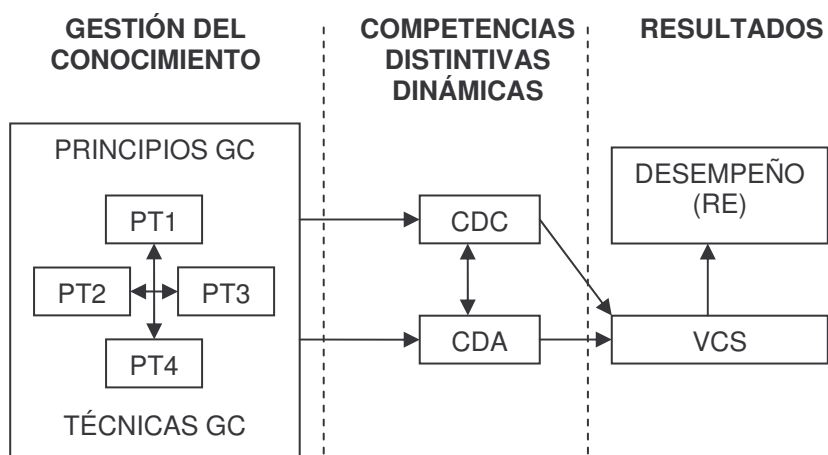 GESTIÓN DEL
CONOCIMIENTO
COMPETENCIAS
DISTINTIVAS
DINÁMICAS
RESULTADOS
PRINCIPIOS GC
PT1
PT2
PT3
PT4
TÉCNICAS GC
CDC
CDA
DESEMPEÑO
(RE)
VCS